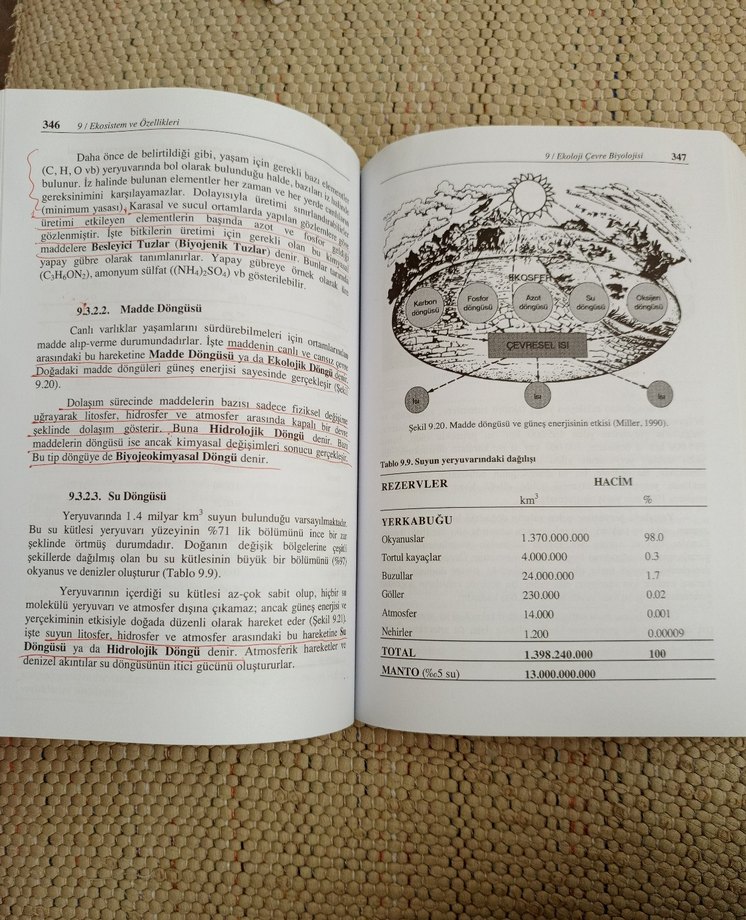 346 9 / Ekosistem ve Özellikleri
Daha önce de belirtildiği gibi, yaşam için gerekli bazı elementler
(C, H, O vb) yeryuvarında bol olarak bulunduğu halde, bazıları iz halinde
bulunur. İz halinde bulunan elementler her zaman ve her yerde canlıların
gereksinimini karşılayamazlar. Dolayısıyla üretimi sınırlandırabilirler
(minimum yasası). Karasal ve sucul ortamlarda yapılan gözlemlere göre
üretimi etkileyen elementlerin başında azot ve fosfor geldiği
gözlenmiştir. İşte bitkilerin üretimi için gerekli olan bu kimyasal
maddelere Besleyici Tuzlar (Biyojenik Tuzlar) denir. Bunlar tarımda
yapay gübre olarak tanımlanırlar. Yapay gübreye örnek olarak üre
(C₃H₆ON₂), amonyum sülfat ((NH₄)₂SO₄) vb gösterilebilir.
9.3.2.2. Madde Döngüsü
Canlı varlıklar yaşamlarını sürdürebilmeleri için ortamlarından
madde alıp-verme durumundadırlar. İşte maddenin canlı ve cansız çevre
arasındaki bu hareketine Madde Döngüsü ya da Ekolojik Döngü denir.
Doğadaki madde döngüleri güneş enerjisi sayesinde gerçekleşir (Şekil
9.20).
Dolaşım sürecinde maddelerin bazısı sadece fiziksel değişime
uğrayarak litosfer, hidrosfer ve atmosfer arasında kapalı bir devre
şeklinde dolaşım gösterir. Buna Hidrolojik Döngü denir. Bazı
maddelerin döngüsü ise ancak kimyasal değişimleri sonucu gerçekleşir.
Bu tip döngüye de Biyojeokimyasal Döngü denir.
9.3.2.3. Su Döngüsü
Yeryuvarında 1.4 milyar km³ suyun bulunduğu varsayılmaktadır.
Bu su kütlesi yeryuvarı yüzeyinin %71 lik bölümünü ince bir zar
şeklinde örtmüş durumdadır. Doğanın değişik bölgelerine çeşitli
şekillerde dağılmış olan bu su kütlesinin büyük bir bölümünü (%97)
okyanus ve denizler oluşturur (Tablo 9.9).
Yeryuvarının içerdiği su kütlesi az-çok sabit olup, hiçbir su
molekülü yeryuvarı ve atmosfer dışına çıkamaz; ancak güneş enerjisi ve
yerçekiminin etkisiyle doğada düzenli olarak hareket eder (Şekil 9.21).
işte suyun litosfer, hidrosfer ve atmosfer arasındaki bu hareketine Su
Döngüsü ya da Hidrolojik Döngü denir. Atmosferik hareketler ve
denizel akıntılar su döngüsünün itici gücünü oluştururlar.
9 / Ekoloji Çevre Biyolojisi 347
EKOSFER
Karbon döngüsü Fosfor döngüsü Azot döngüsü Su döngüsü Oksijen döngüsü
ÇEVRESEL ISI
Isı Isı Isı
Şekil 9.20. Madde döngüsü ve güneş enerjisinin etkisi (Miller, 1990).
Tablo 9.9. Suyun yeryuvarındaki dağılışı
REZERVLER HACİM
km³ %
YERKABUĞU
Okyanuslar 1.370.000.000 98.0
Tortul kayaçlar 4.000.000 0.3
Buzullar 24.000.000 1.7
Göller 230.000 0.02
Atmosfer 14.000 0.001
Nehirler 1.200 0.00009
TOTAL 1.398.240.000 100
MANTO (‰5 su) 13.000.000.000